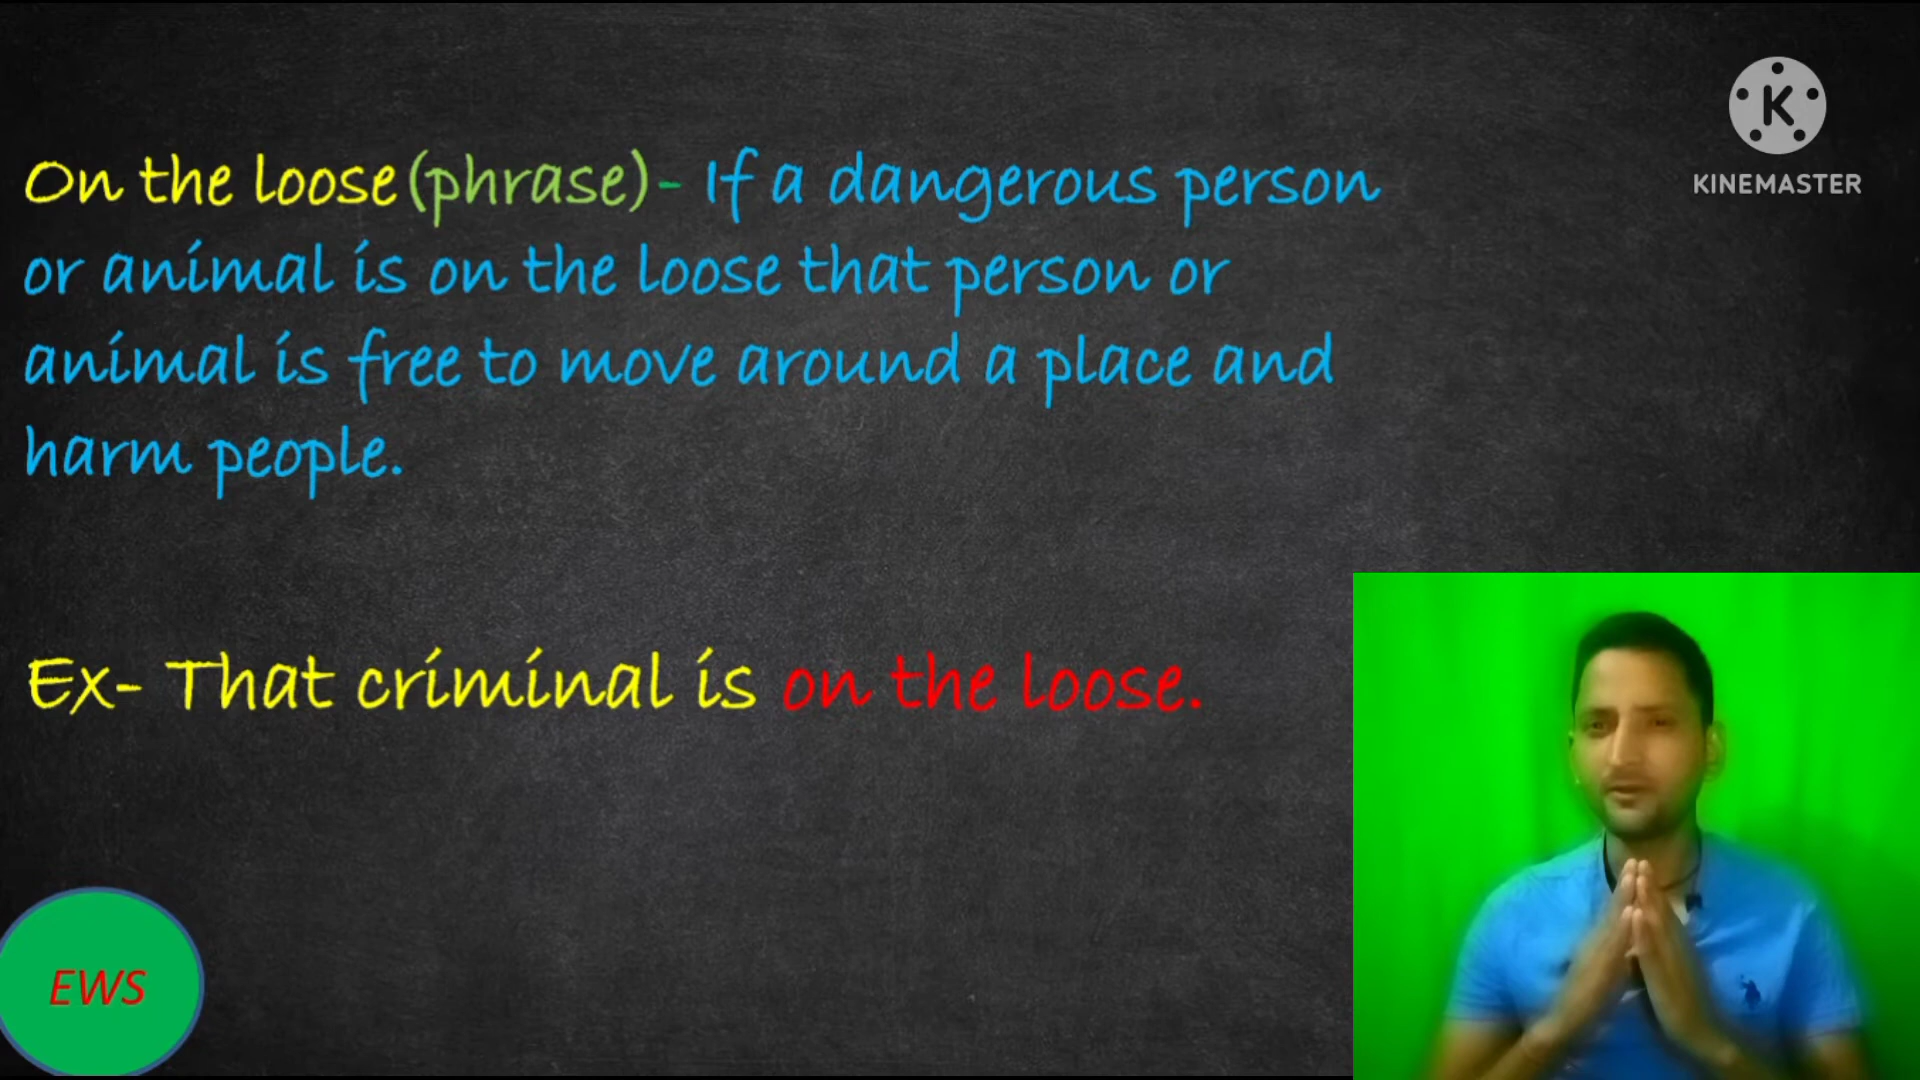 On the loose (phrase) - If a dangerous person
or animal is on the loose that person or
animal is free to move around a place and
harm people.
Ex- That criminal is on the loose.
K
KINEMASTER
EWS